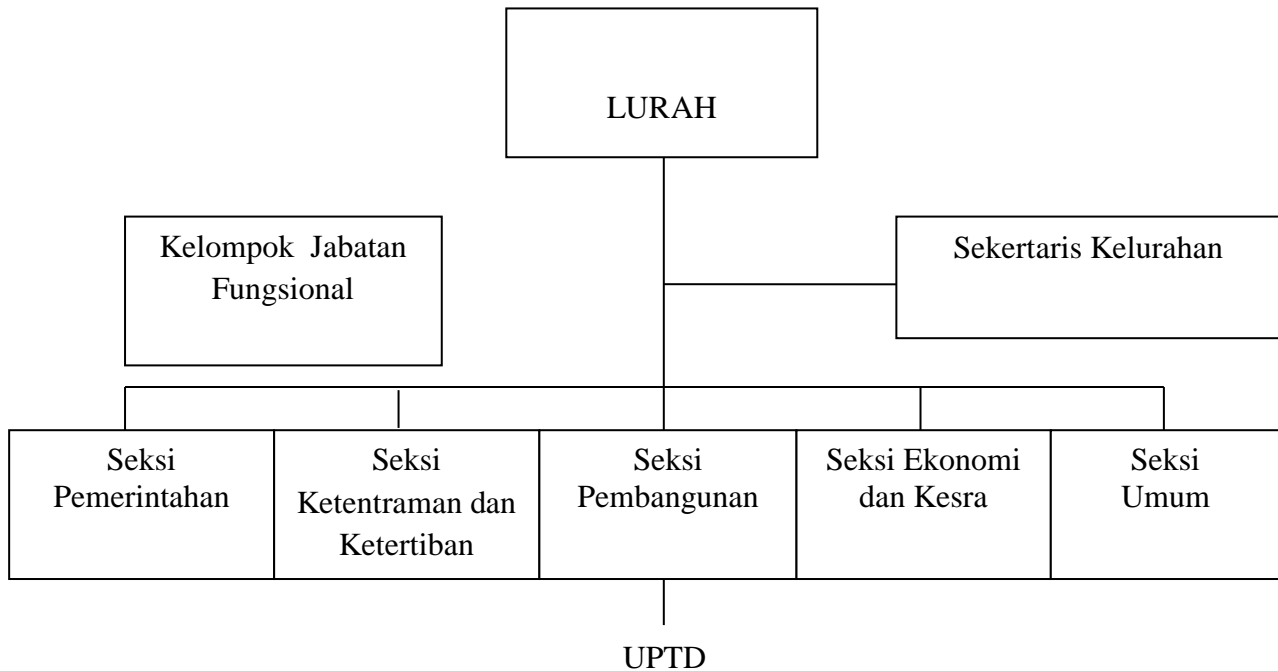 LURAH
Kelompok Jabatan
Fungsional
Sekertaris Kelurahan
Seksi
Pemerintahan
Seksi
Ketentraman dan
Ketertiban
Seksi
Pembangunan
Seksi Ekonomi
dan Kesra
Seksi
Umum
UPTD